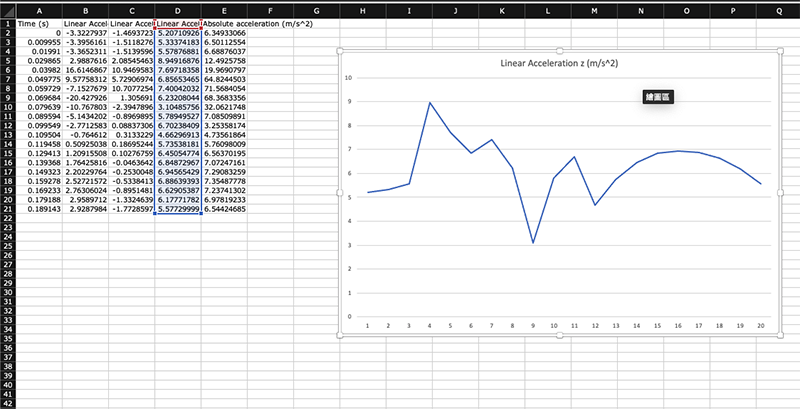 A B C D E F G H I J K L M N O P Q
1 Time (s) Linear Accel Linear Accel Linear Accel Absolute acceleration (m/s^2)
2 0 -3.3227937 -1.4693723 5.20710926 6.34933066
3 0.009955 -3.3956161 -1.5118276 5.33374183 6.50112554
4 0.01991 -3.3652311 -1.5139596 5.57876881 6.68876037
5 0.029865 2.9887616 2.08545463 8.94916876 12.4925758
6 0.03982 16.6146867 10.9469583 7.69718358 19.9690797
7 0.049775 9.57758312 5.72906974 6.85653465 64.8244503
8 0.059729 -7.1527679 10.7077254 7.40042032 71.5684054
9 0.069684 -20.427926 1.305691 6.23208044 68.3483356
10 0.079639 -10.767803 -2.3947896 3.10485756 32.0621748
11 0.089594 -5.1434202 -0.8969895 5.78949527 7.08509891
12 0.099549 -2.7712583 0.08837306 6.70238409 3.25358174
13 0.109504 -0.764612 0.3133229 4.66296913 4.73561864
14 0.119458 0.50925038 0.18695244 5.73538181 5.76098009
15 0.129413 1.20915508 0.10276759 6.45054774 6.56370195
16 0.139368 1.76425816 -0.0463642 6.84872967 7.07247161
17 0.149323 2.20229764 -0.2530048 6.94565429 7.29083259
18 0.159278 2.52721572 -0.5338413 6.88639393 7.35487778
19 0.169233 2.76306024 -0.8951481 6.62905387 7.23741302
20 0.179188 2.9589712 -1.3324639 6.17771782 6.97819233
21 0.189143 2.9287984 -1.7728597 5.57729999 6.54424685
22
23
24
25
26
27
28
29
30
31
32
33
34
35
36
37
38
39
40
41
42
Linear Acceleration z (m/s^2)
繪圖區
10
9
8
7
6
5
4
3
2
1
0
1 2 3 4 5 6 7 8 9 10 11 12 13 14 15 16 17 18 19 20